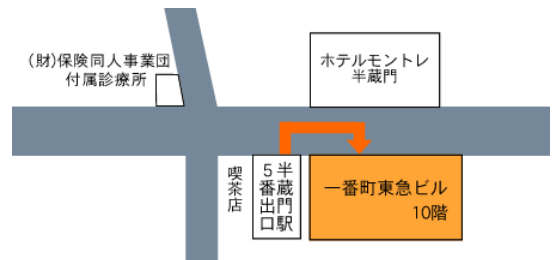 (財)保険同人事業団
付属診療所
ホテルモントレ
半蔵門
喫茶店
半蔵門駅
5番出口
一番町東急ビル
10階